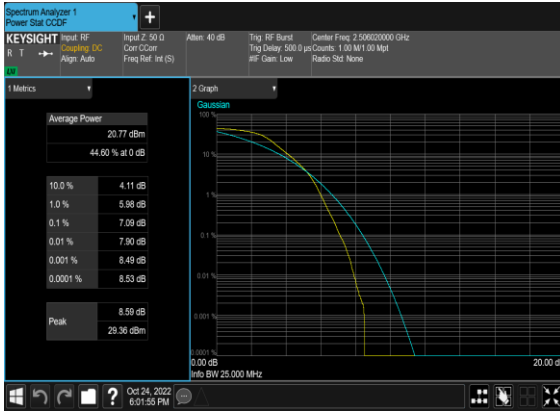 Spectrum Analyzer 1
Power Stat CCDF
KEYSIGHT
R T
LXI
Input: RF
Coupling: DC
Align: Auto
Input Z: 50 Ω
Corr CCorr
Freq Ref: Int (S)
Atten: 40 dB
Trig: RF Burst
Trig Delay: 500.0 µs
#IF Gain: Low
Center Freq: 2.506020000 GHz
Counts: 1.00 M/1.00 Mpt
Radio Std: None
1 Metrics
Average Power
20.77 dBm
44.60 % at 0 dB
10.0 % 4.11 dB
1.0 % 5.98 dB
0.1 % 7.09 dB
0.01 % 7.90 dB
0.001 % 8.49 dB
0.0001 % 8.53 dB
Peak
8.59 dB
29.36 dBm
2 Graph
Gaussian
100 %
10 %
1 %
0.1 %
0.01 %
0.001 %
0.0001 %
0.00 dB
20.00 d
Info BW 25.000 MHz
?
Oct 24, 2022
6:01:55 PM